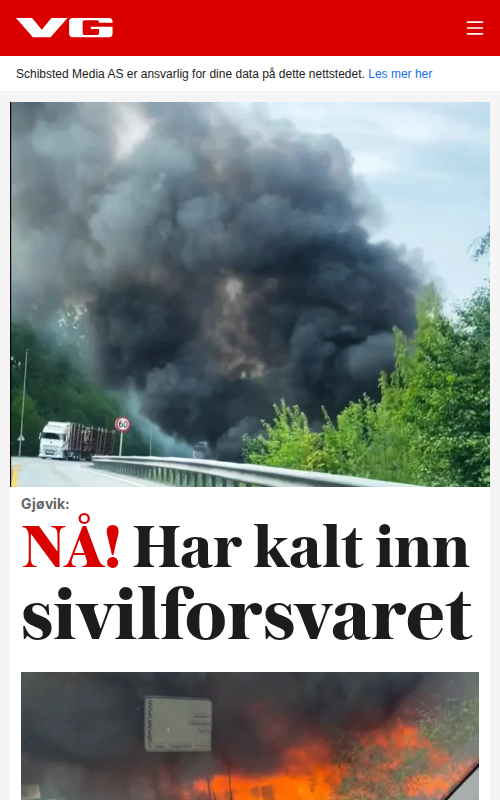 VG
Schibsted Media AS er ansvarlig for dine data på dette nettstedet. Les mer her
60
Gjøvik:
NÅ! Har kalt inn
sivilforsvaret